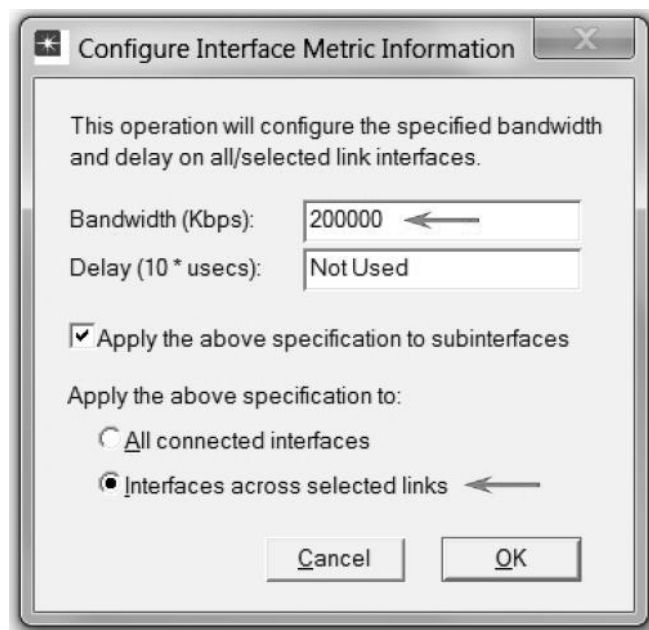 Configure Interface Metric Information
This operation will configure the specified bandwidth
and delay on all/selected link interfaces.
Bandwidth (Kbps): 200000
Delay (10 * usecs): Not Used
Apply the above specification to subinterfaces
Apply the above specification to:
All connected interfaces
Interfaces across selected links
Cancel OK